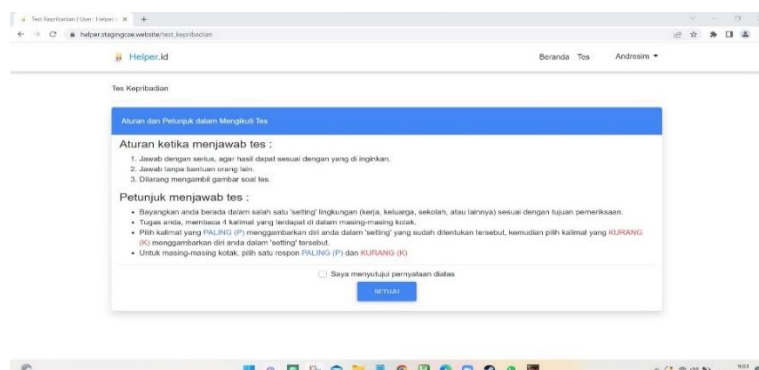 Tes Kepribadian | User : Helper.i
helper.stagingcse.website/test_kepribadian
Helper.id
Beranda Tes Andresim
Tes Kepribadian
Aturan dan Petunjuk dalam Mengikuti Tes
Aturan ketika menjawab tes :
1. Jawab dengan serius, agar hasil dapat sesuai dengan yang di inginkan.
2. Jawab tanpa bantuan orang lain.
3. Dilarang mengambil gambar soal tes.
Petunjuk menjawab tes :
• Bayangkan anda berada dalam salah satu 'setting' lingkungan (kerja, keluarga, sekolah, atau lainnya) sesuai dengan tujuan pemeriksaan.
• Tugas anda, membaca 4 kalimat yang terdapat di dalam masing-masing kotak.
• Pilih kalimat yang PALING (P) menggambarkan diri anda dalam 'setting' yang sudah ditentukan tersebut, kemudian pilih kalimat yang KURANG
(K) menggambarkan diri anda dalam 'setting' tersebut.
• Untuk masing-masing kotak, pilih satu respon PALING (P) dan KURANG (K)
Saya menyutujui pernyataan diatas
SETUJU